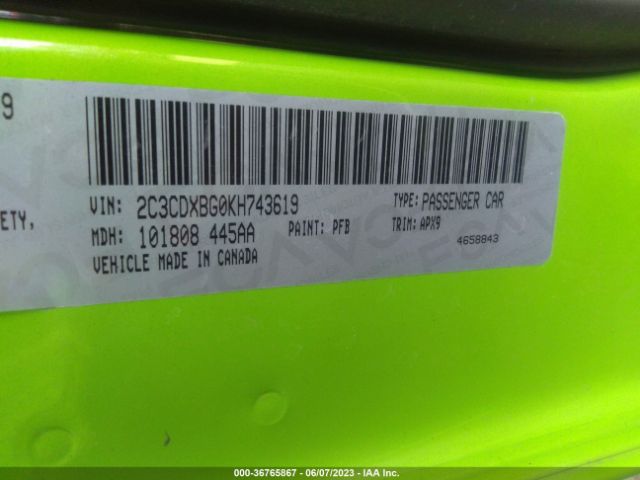 9
ETY,
VIN: 2C3CDXBG0KH743619
TYPE: PASSENGER CAR
MDH: 101808 445AA
PAINT: PFB
TRIM: APX9
VEHICLE MADE IN CANADA
4658843
000-36765867 / 06/07/2023 - IAA Inc.